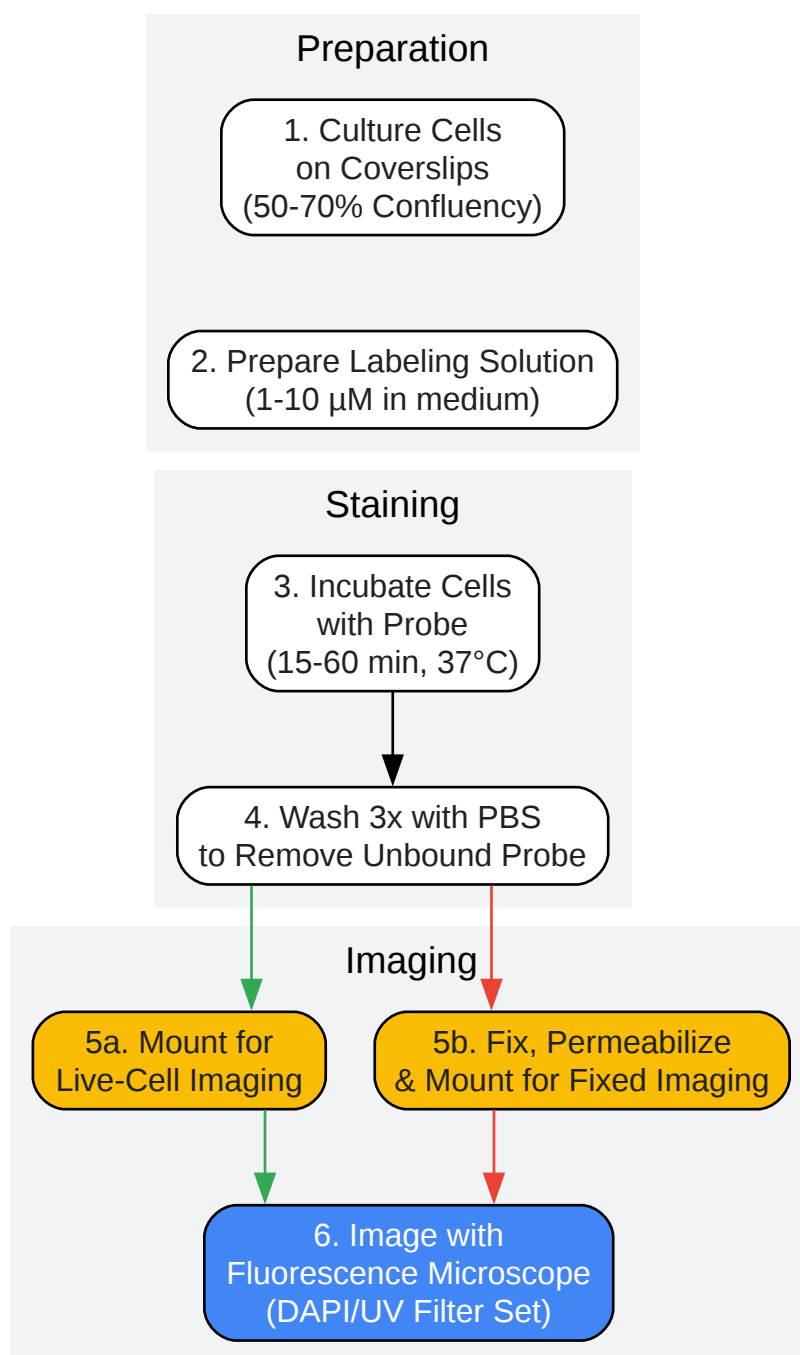 Preparation
1. Culture Cells
on Coverslips
(50-70% Confluency)
2. Prepare Labeling Solution
(1-10 µM in medium)
Staining
3. Incubate Cells
with Probe
(15-60 min, 37°C)
4. Wash 3x with PBS
to Remove Unbound Probe
Imaging
5a. Mount for
Live-Cell Imaging
5b. Fix, Permeabilize
& Mount for Fixed Imaging
6. Image with
Fluorescence Microscope
(DAPI/UV Filter Set)